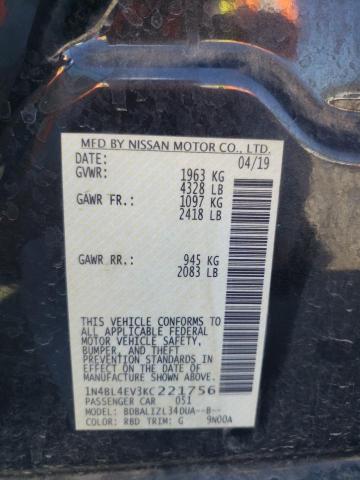 MFD BY NISSAN MOTOR CO., LTD.
DATE: 04/19
GVWR: 1963 KG
4328 LB
GAWR FR: 1097 KG
2418 LB
GAWR RR: 945 KG
2083 LB
THIS VEHICLE CONFORMS TO
ALL APPLICABLE FEDERAL
MOTOR VEHICLE SAFETY,
BUMPER, AND THEFT
PREVENTION STANDARDS IN
EFFECT ON THE DATE OF
MANUFACTURE SHOWN ABOVE.
1N4BL4EV3KC221756
PASSENGER CAR 051
MODEL: BDBALIZL34DUA--B--
COLOR: RBD TRIM: G 9N00A